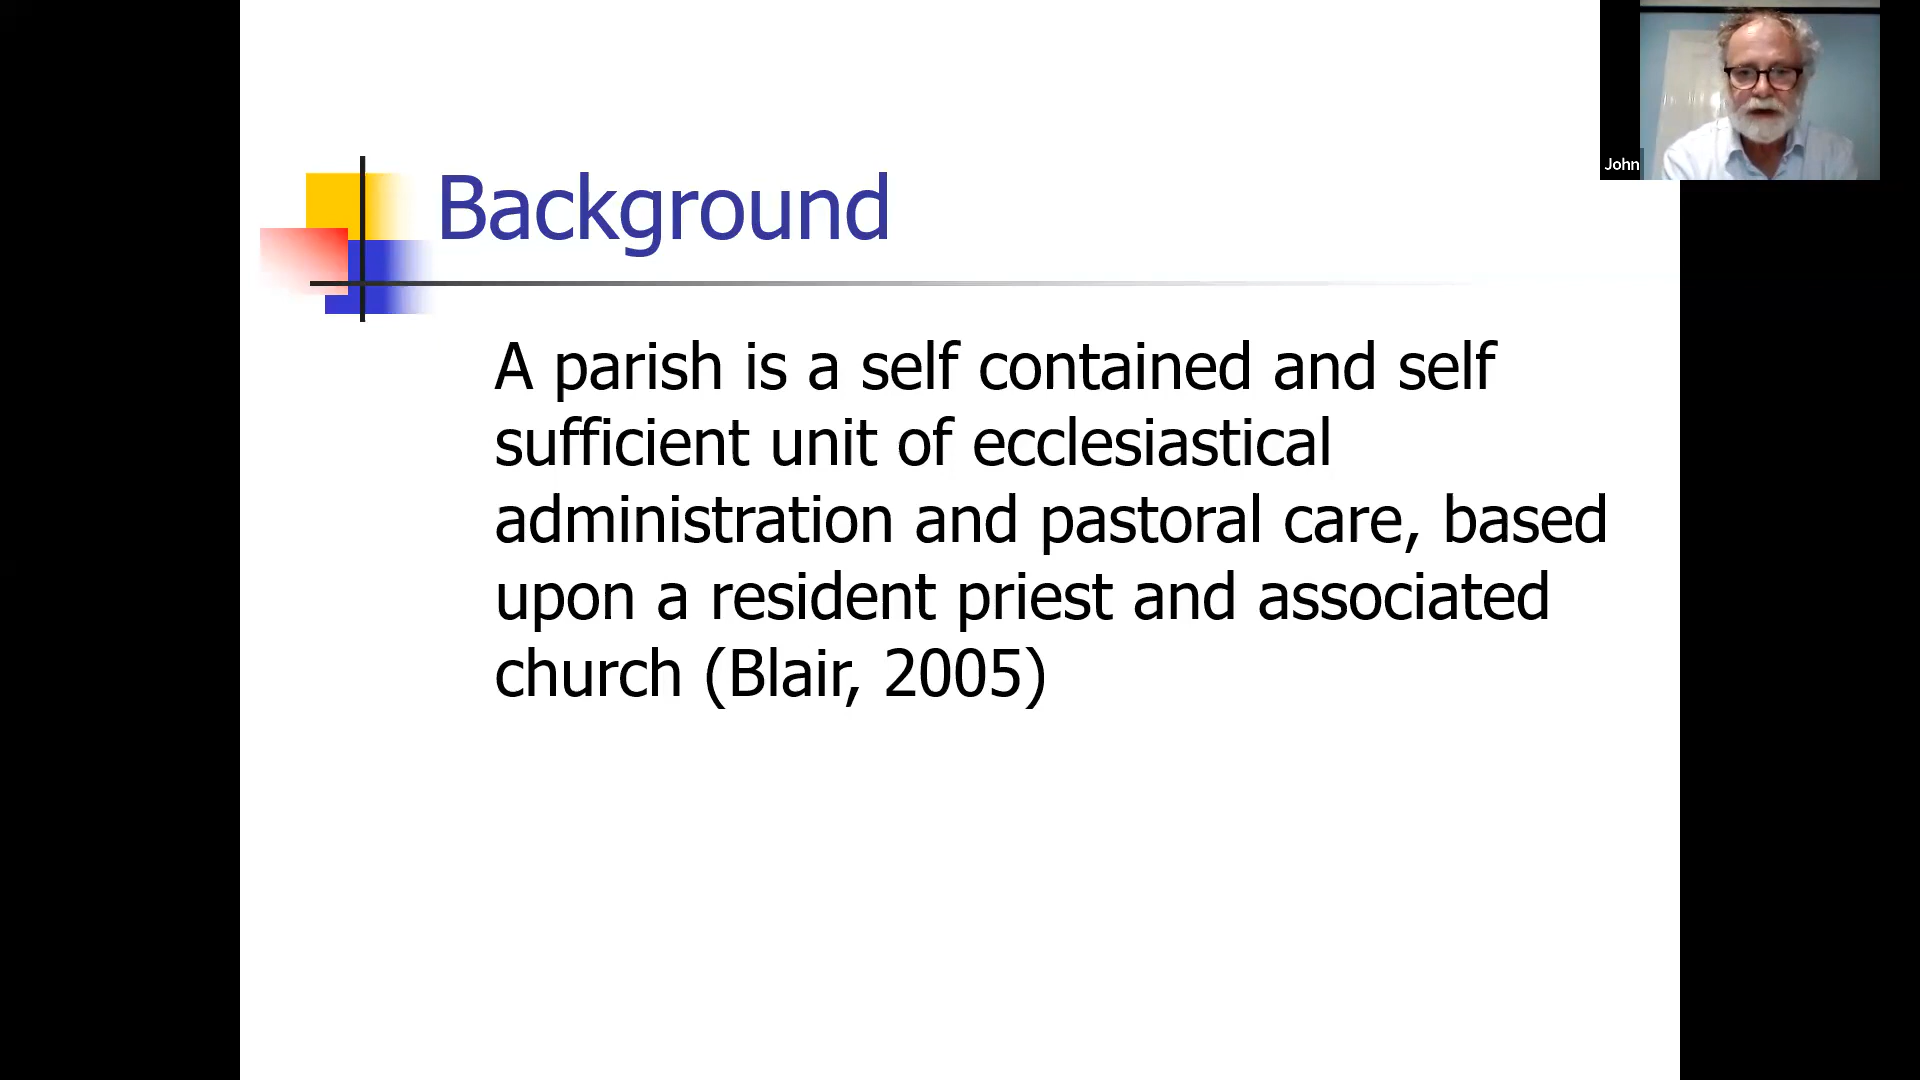 Background
A parish is a self contained and self
sufficient unit of ecclesiastical
administration and pastoral care, based
upon a resident priest and associated
church (Blair, 2005)
John